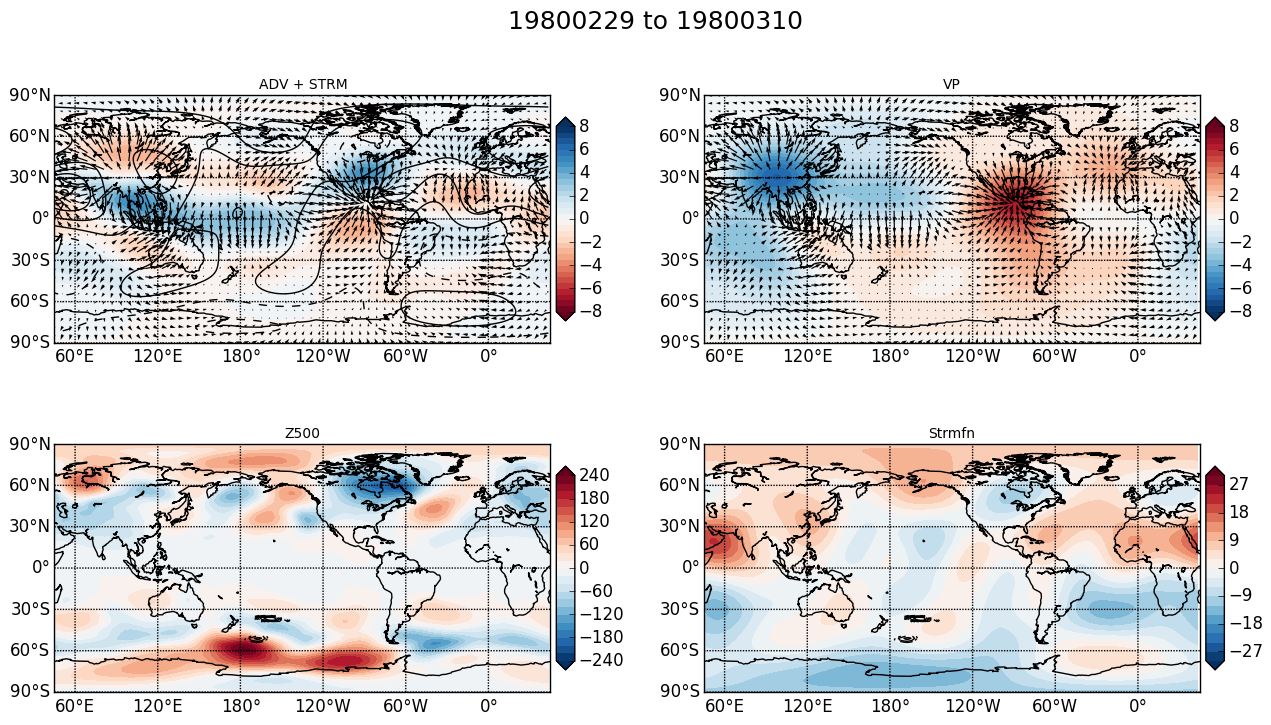 19800229 to 19800310
ADV + STRM
90°N
60°N
30°N
0°
30°S
60°S
90°S
60°E 120°E 180° 120°W 60°W 0°
8
6
4
2
0
−2
−4
−6
−8
VP
90°N
60°N
30°N
0°
30°S
60°S
90°S
60°E 120°E 180° 120°W 60°W 0°
8
6
4
2
0
−2
−4
−6
−8
Z500
90°N
60°N
30°N
0°
30°S
60°S
90°S
60°E 120°E 180° 120°W 60°W 0°
240
180
120
60
0
−60
−120
−180
−240
Strmfn
90°N
60°N
30°N
0°
30°S
60°S
90°S
60°E 120°E 180° 120°W 60°W 0°
27
18
9
0
−9
−18
−27